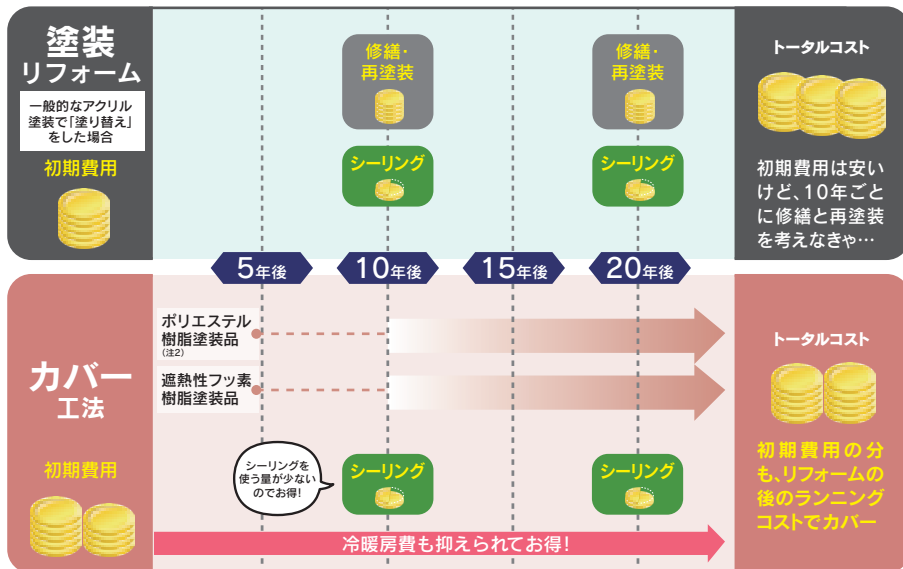 塗装
リフォーム
一般的なアクリル
塗装で「塗り替え」
をした場合
初期費用
修繕・
再塗装
シーリング
修繕・
再塗装
シーリング
トータルコスト
初期費用は安い
けど、10年ごと
に修繕と再塗装
を考えなきゃ…
5年後
10年後
15年後
20年後
カバー
工法
初期費用
ポリエステル
樹脂塗装品
(注2)
遮熱性フッ素
樹脂塗装品
シーリングを
使う量が少ない
のでお得!
シーリング
シーリング
冷暖房費も抑えられてお得!
トータルコスト
初期費用の分
も、リフォームの
後のランニング
コストでカバー